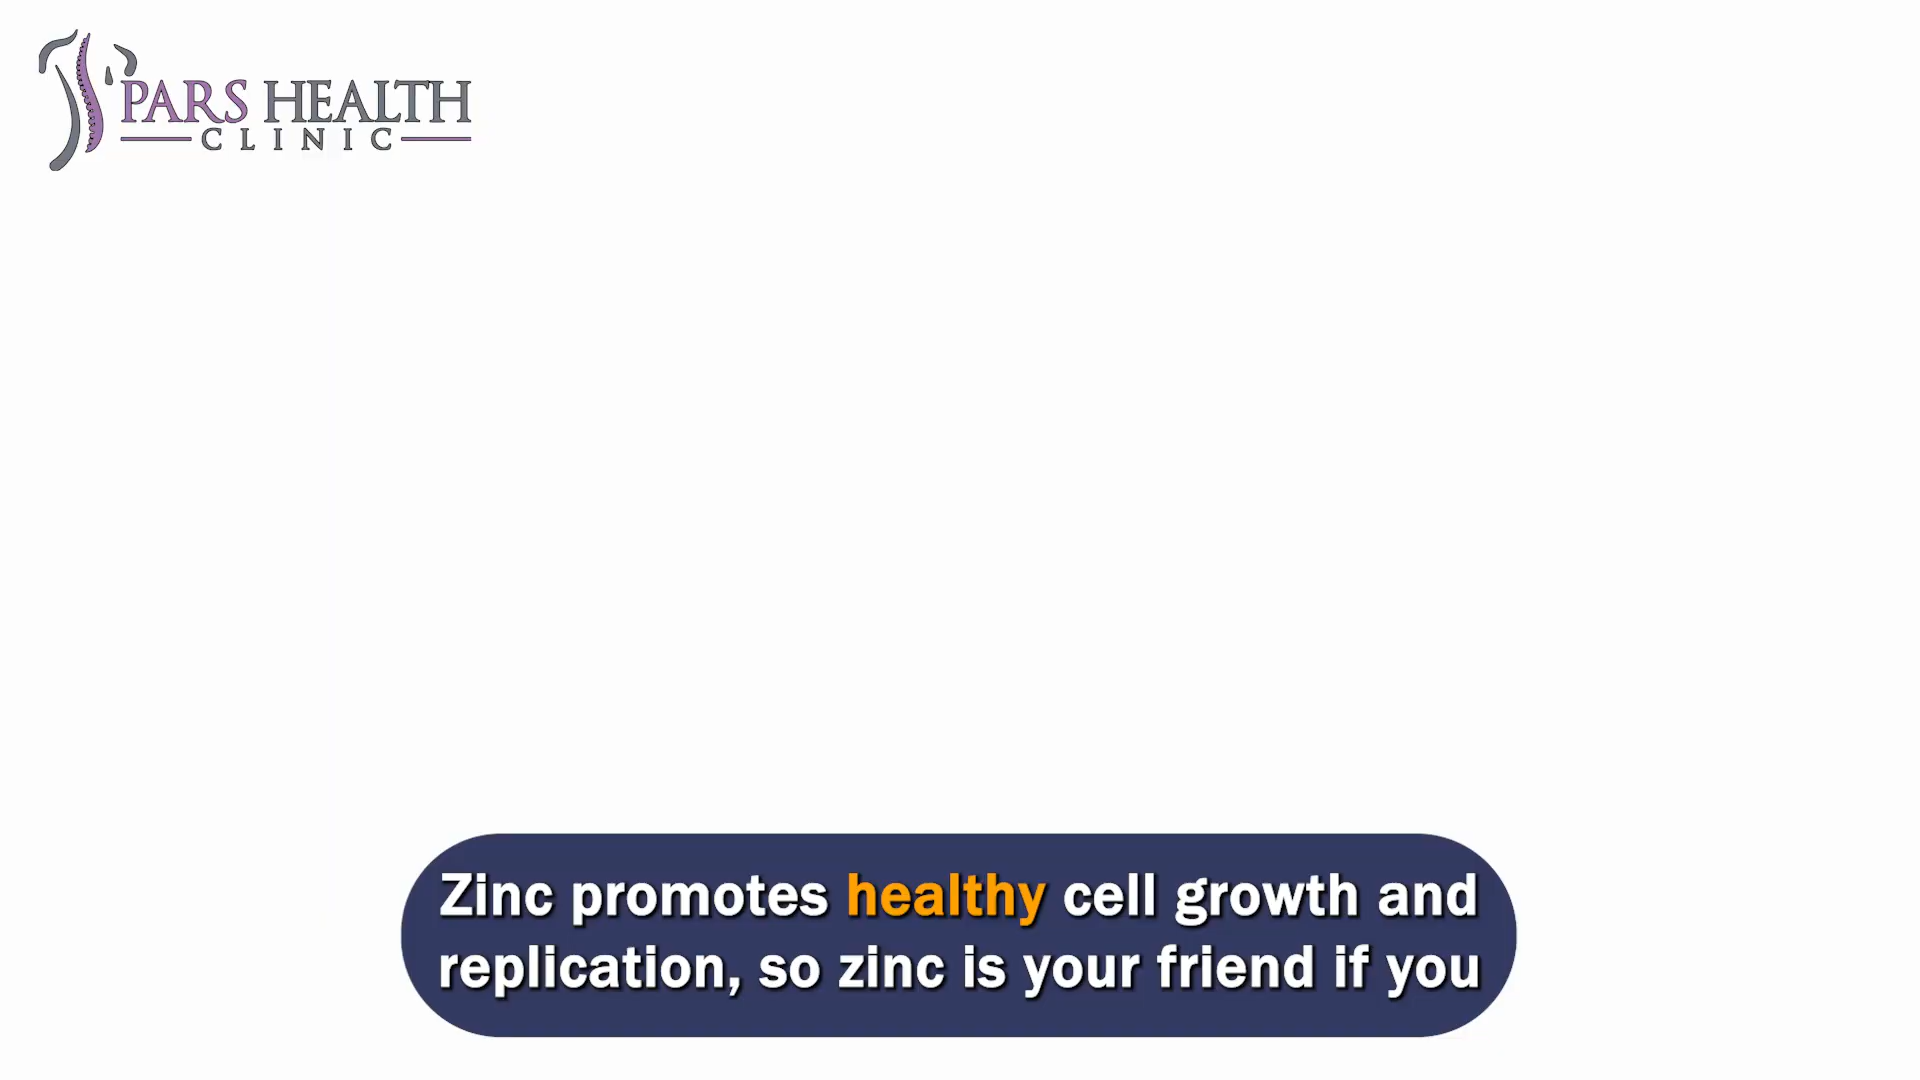 PARS HEALTH
CLINIC
Zinc promotes healthy cell growth and
replication, so zinc is your friend if you